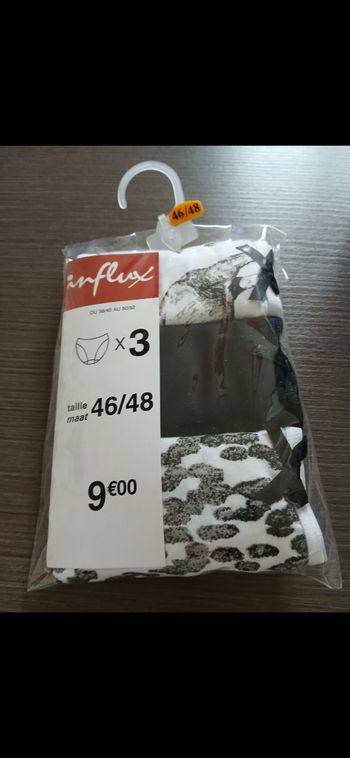 46/48
influx
DU 38/40 AU 50/52
x3
taille
maat 46/48
9€00